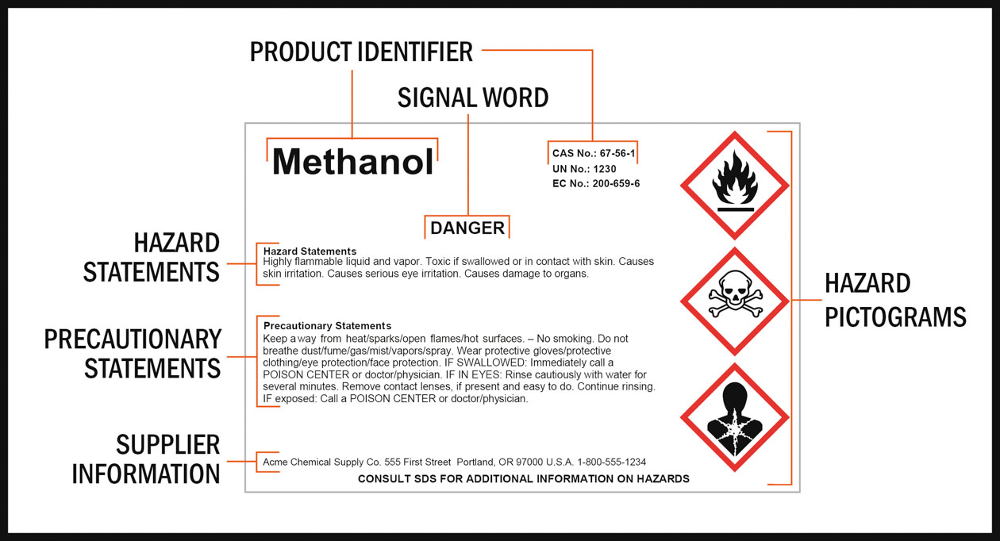 PRODUCT IDENTIFIER
SIGNAL WORD
Methanol
CAS No.: 67-56-1
UN No.: 1230
EC No.: 200-659-6
DANGER
HAZARD
STATEMENTS
Hazard Statements
Highly flammable liquid and vapor. Toxic if swallowed or in contact with skin. Causes
skin irritation. Causes serious eye irritation. Causes damage to organs.
HAZARD
PICTOGRAMS
PRECAUTIONARY
STATEMENTS
Precautionary Statements
Keep away from heat/sparks/open flames/hot surfaces. – No smoking. Do not
breathe dust/fume/gas/mist/vapors/spray. Wear protective gloves/protective
clothing/eye protection/face protection. IF SWALLOWED: Immediately call a
POISON CENTER or doctor/physician. IF IN EYES: Rinse cautiously with water for
several minutes. Remove contact lenses, if present and easy to do. Continue rinsing.
IF exposed: Call a POISON CENTER or doctor/physician.
SUPPLIER
INFORMATION
Acme Chemical Supply Co. 555 First Street Portland, OR 97000 U.S.A. 1-800-555-1234
CONSULT SDS FOR ADDITIONAL INFORMATION ON HAZARDS